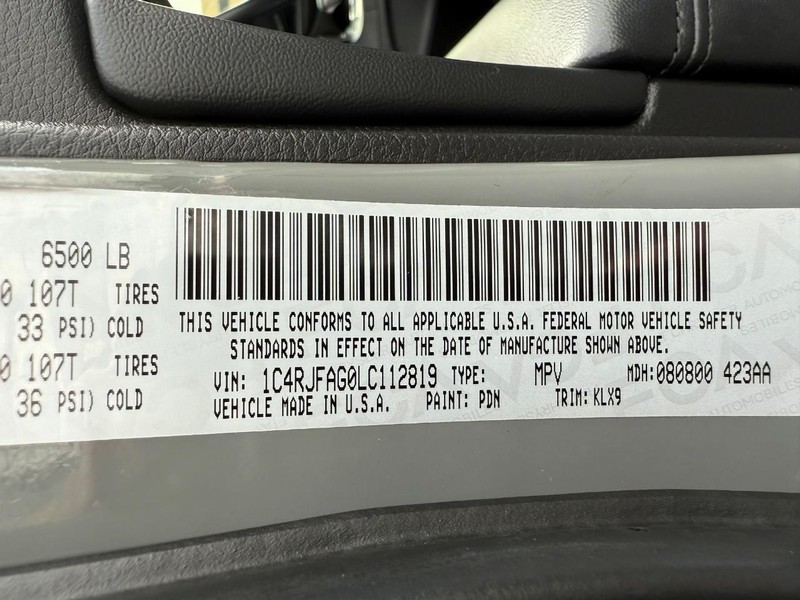 6500 LB
0 107T TIRES
33 PSI) COLD
0 107T TIRES
36 PSI) COLD
THIS VEHICLE CONFORMS TO ALL APPLICABLE U.S.A. FEDERAL MOTOR VEHICLE SAFETY
STANDARDS IN EFFECT ON THE DATE OF MANUFACTURE SHOWN ABOVE.
VIN: 1C4RJFAG0LC112819 TYPE: MPV MDH:080800 423AA
VEHICLE MADE IN U.S.A. PAINT: PDN TRIM: KLX9